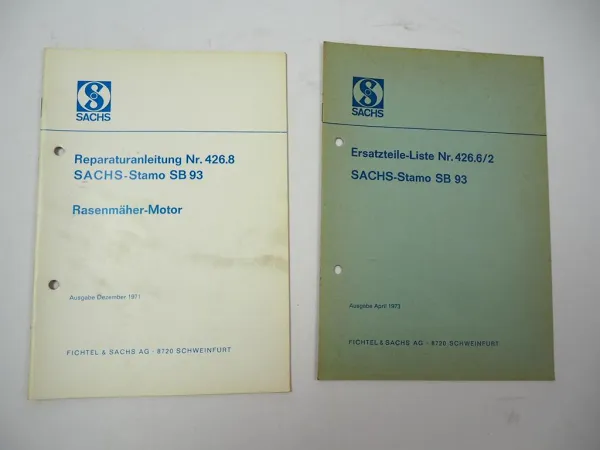 SACHS
Reparaturanleitung Nr. 426.8
SACHS-Stamo SB 93
Rasenmäher-Motor
Ausgabe Dezember 1971
FICHTEL & SACHS AG · 8720 SCHWEINFURT
SACHS
Ersatzteile-Liste Nr. 426.6/2
SACHS-Stamo SB 93
Ausgabe April 1973
FICHTEL & SACHS AG · 8720 SCHWEINFURT